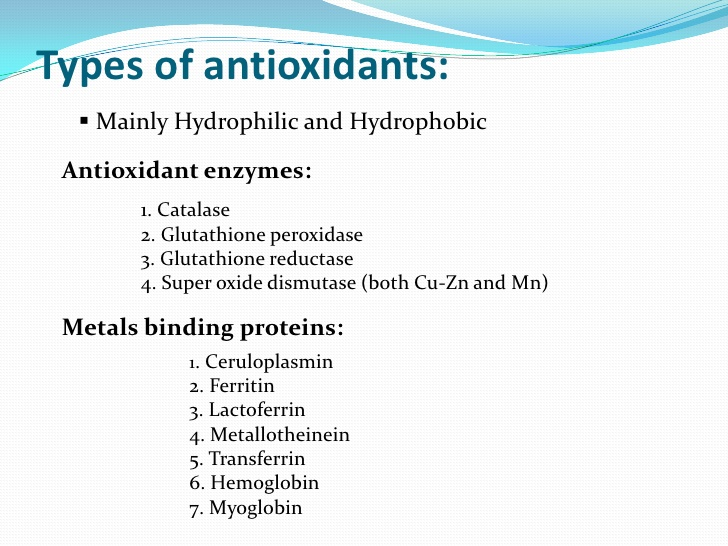 Types of antioxidants:
▪ Mainly Hydrophilic and Hydrophobic
Antioxidant enzymes:
1. Catalase
2. Glutathione peroxidase
3. Glutathione reductase
4. Super oxide dismutase (both Cu-Zn and Mn)
Metals binding proteins:
1. Ceruloplasmin
2. Ferritin
3. Lactoferrin
4. Metallotheinein
5. Transferrin
6. Hemoglobin
7. Myoglobin